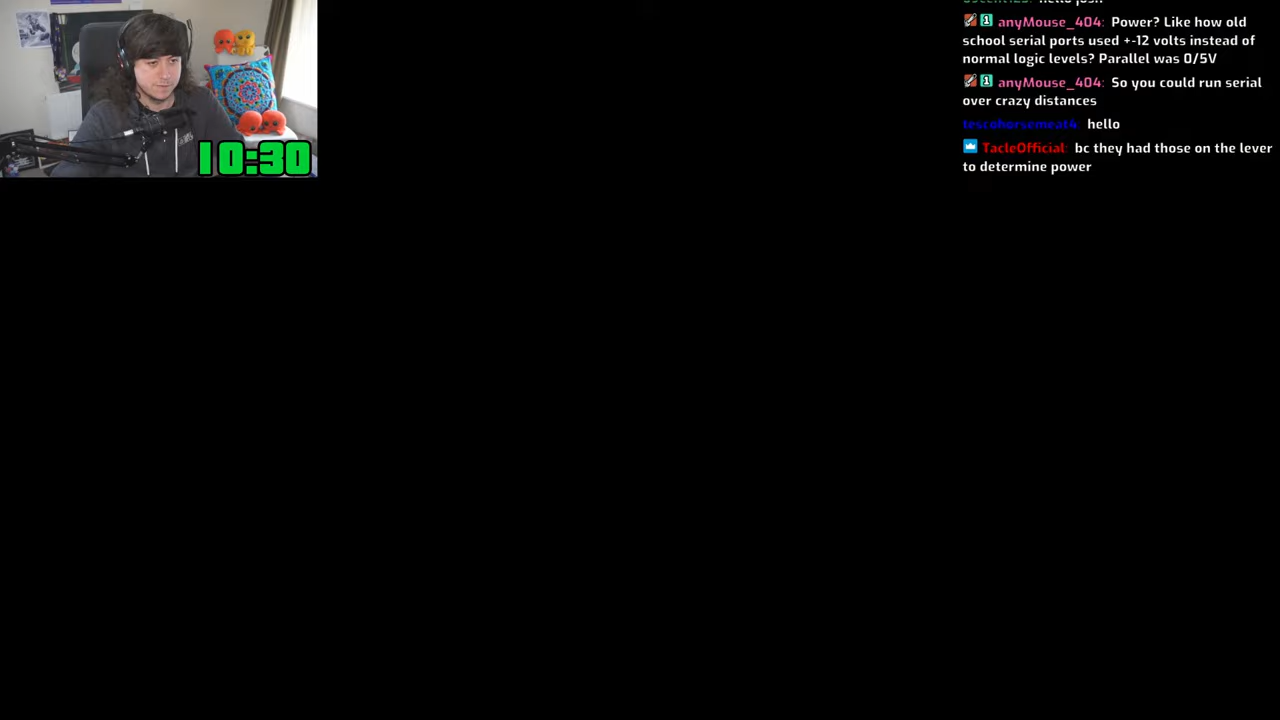 anyMouse_404: Power? Like how old
school serial ports used +-12 volts instead of
normal logic levels? Parallel was 0/5V
anyMouse_404: So you could run serial
over crazy distances
tescohorsemeat4: hello
TacleOfficial: bc they had those on the lever
to determine power
10:30